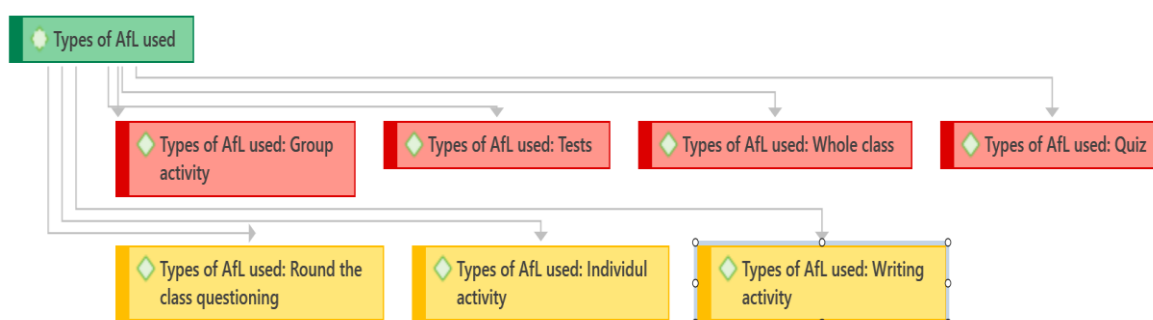 Types of AfL used
Types of AfL used: Group
activity
Types of AfL used: Tests
Types of AfL used: Whole class
Types of AfL used: Quiz
Types of AfL used: Round the
class questioning
Types of AfL used: Individul
activity
Types of AfL used: Writing
activity